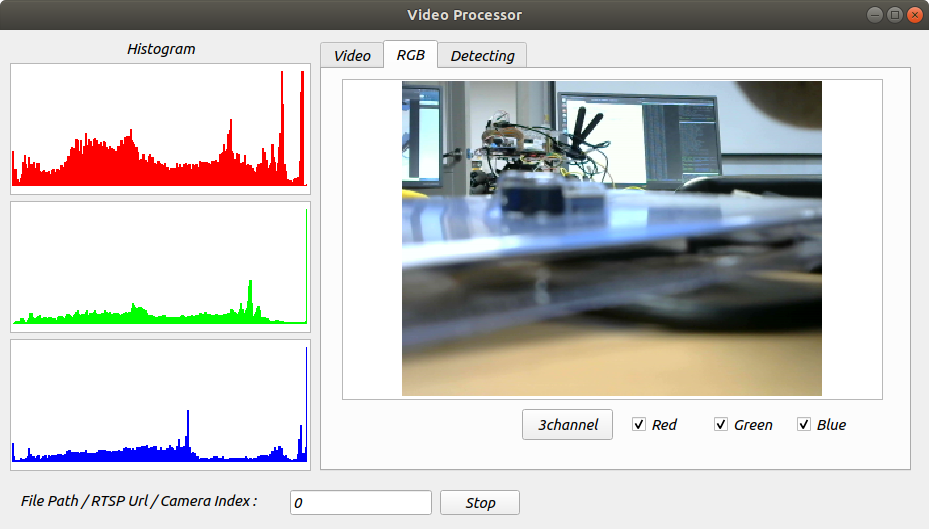 Video Processor
Histogram
Video
RGB
Detecting
3channel
Red
Green
Blue
File Path / RTSP Url / Camera Index :
0
Stop